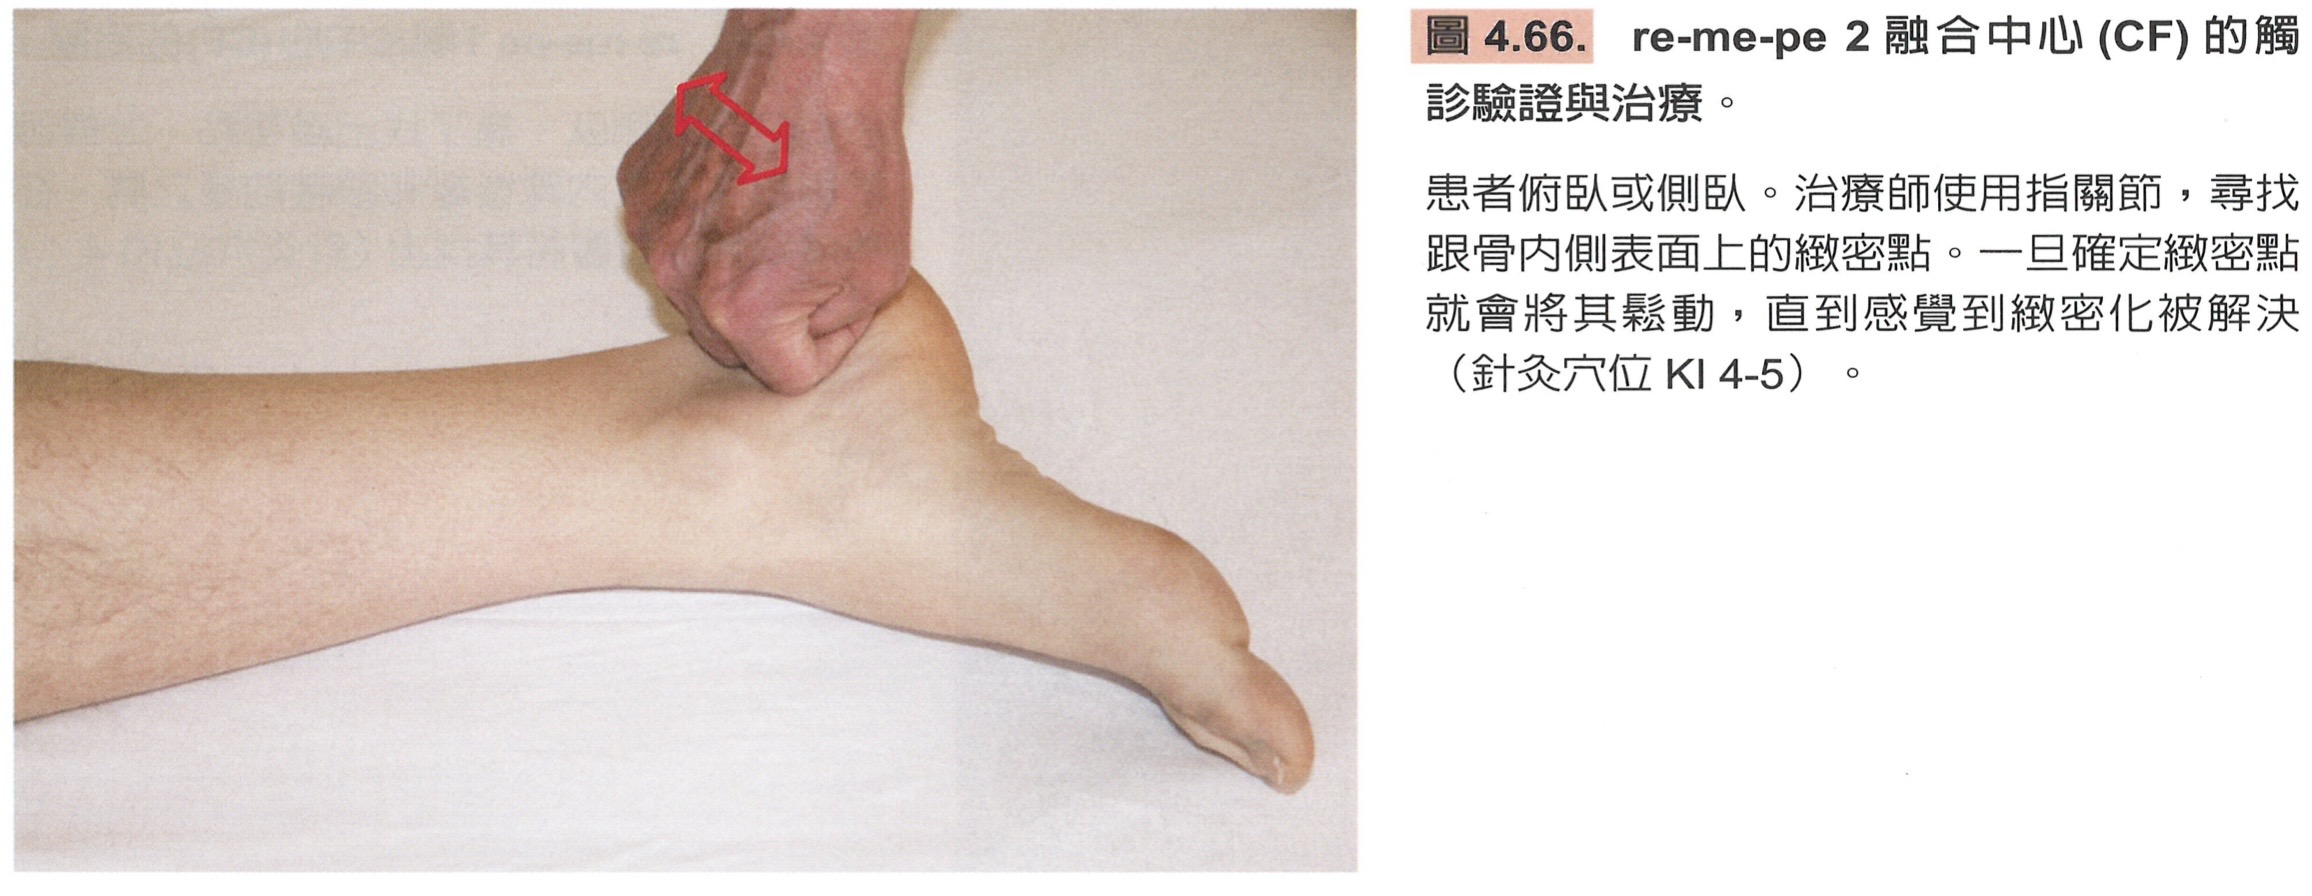 圖 4.66. re-me-pe 2 融合中心 (CF) 的觸
診驗證與治療。
患者俯臥或側臥。治療師使用指關節，尋找
跟骨內側表面上的緻密點。一旦確定緻密點
就會將其鬆動，直到感覺到緻密化被解決
（針灸穴位 KI 4-5）。